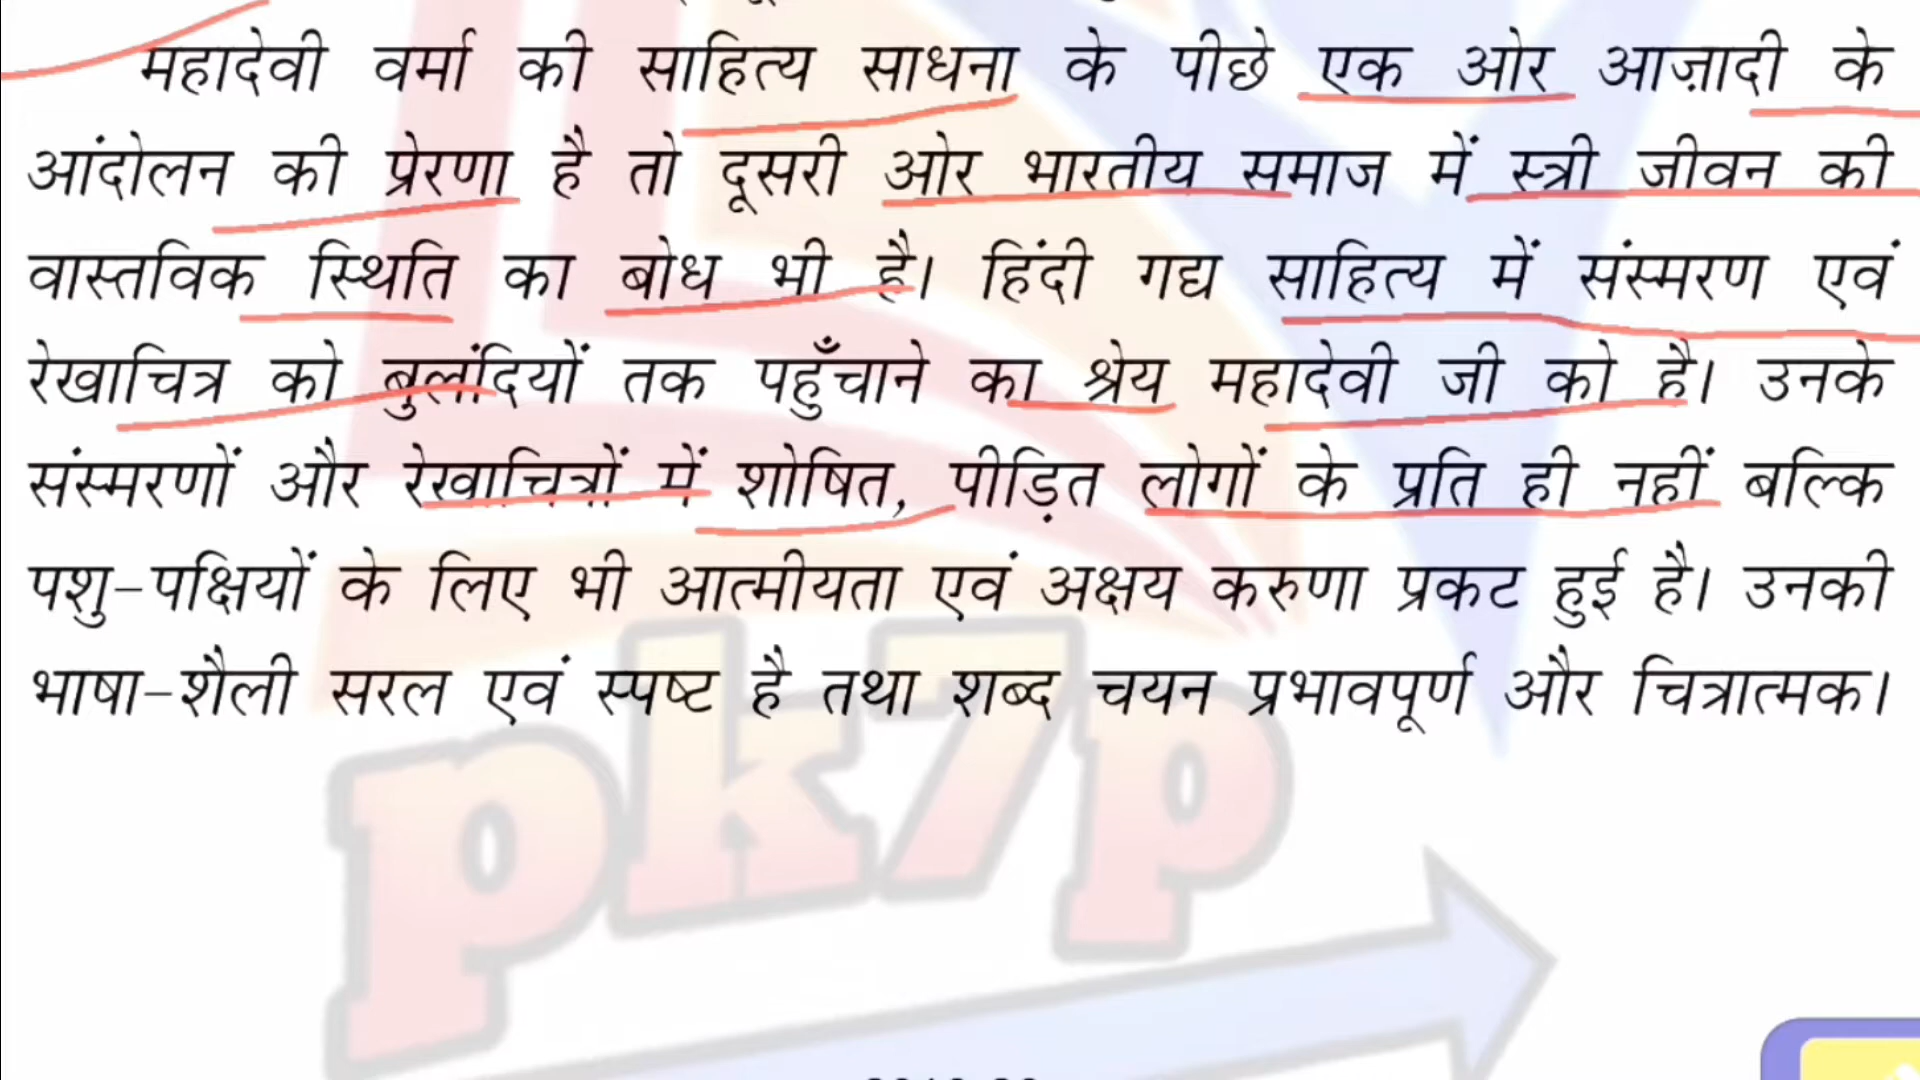 महादेवी वर्मा की साहित्य साधना के पीछे एक ओर आज़ादी के
आंदोलन की प्रेरणा है तो दूसरी ओर भारतीय समाज में स्त्री जीवन की
वास्तविक स्थिति का बोध भी है। हिंदी गद्य साहित्य में संस्मरण एवं
रेखाचित्र को बुलंदियों तक पहुँचाने का श्रेय महादेवी जी को है। उनके
संस्मरणों और रेखाचित्रों में शोषित, पीड़ित लोगों के प्रति ही नहीं बल्कि
पशु-पक्षियों के लिए भी आत्मीयता एवं अक्षय करुणा प्रकट हुई है। उनकी
भाषा-शैली सरल एवं स्पष्ट है तथा शब्द चयन प्रभावपूर्ण और चित्रात्मक।
pk7p